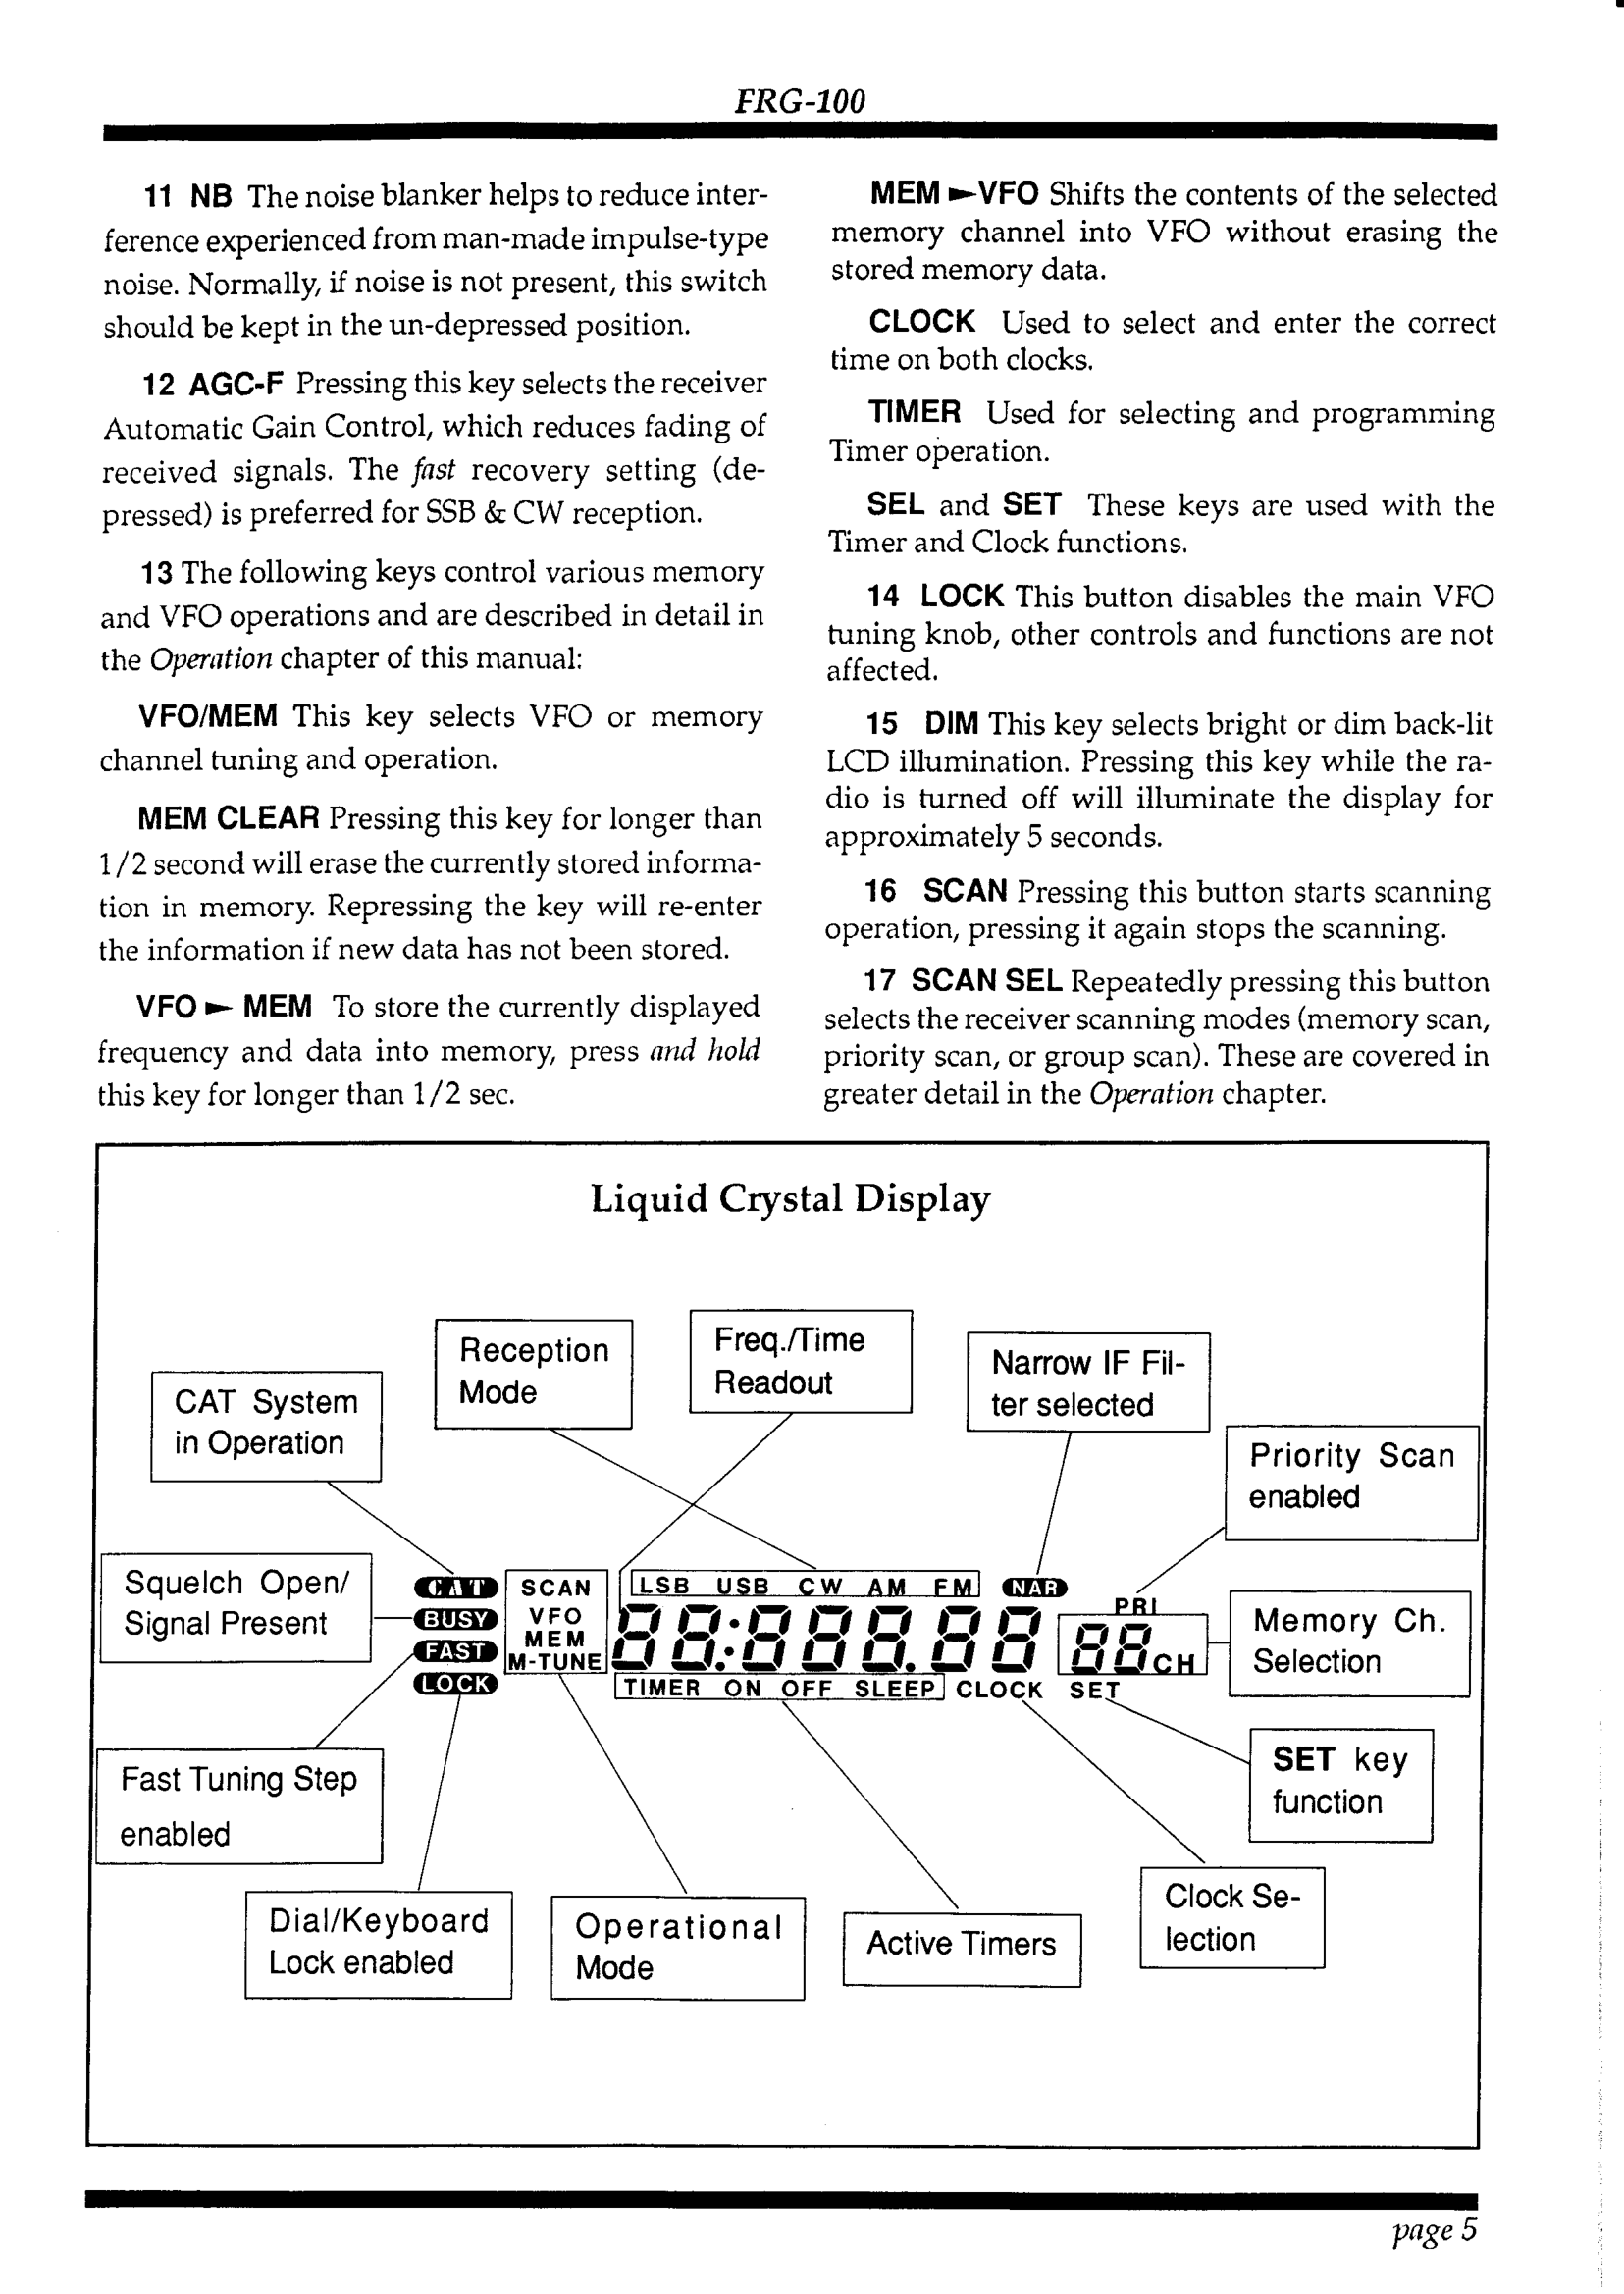 FRG-100
11 NB The noise blanker helps to reduce inter-
ference experienced from man-made impulse-type
noise. Normally, if noise is not present, this switch
should be kept in the un-depressed position.
12 AGC-F Pressing this key selects the receiver
Automatic Gain Control, which reduces fading of
received signals. The fast recovery setting (de-
pressed) is preferred for SSB & CW reception.
13 The following keys control various memory
and VFO operations and are described in detail in
the Operation chapter of this manual:
VFO/MEM This key selects VFO or memory
channel tuning and operation.
MEM CLEAR Pressing this key for longer than
1/2 second will erase the currently stored informa-
tion in memory. Repressing the key will re-enter
the information if new data has not been stored.
VFO ► MEM To store the currently displayed
frequency and data into memory, press and hold
this key for longer than 1/2 sec.
MEM ►VFO Shifts the contents of the selected
memory channel into VFO without erasing the
stored memory data.
CLOCK Used to select and enter the correct
time on both clocks.
TIMER Used for selecting and programming
Timer operation.
SEL and SET These keys are used with the
Timer and Clock functions.
14 LOCK This button disables the main VFO
tuning knob, other controls and functions are not
affected.
15 DIM This key selects bright or dim back-lit
LCD illumination. Pressing this key while the ra-
dio is turned off will illuminate the display for
approximately 5 seconds.
16 SCAN Pressing this button starts scanning
operation, pressing it again stops the scanning.
17 SCAN SEL Repeatedly pressing this button
selects the receiver scanning modes (memory scan,
priority scan, or group scan). These are covered in
greater detail in the Operation chapter.
Liquid Crystal Display
Reception
Mode
Freq./Time
Readout
Narrow IF Fil-
ter selected
CAT System
in Operation
Priority Scan
enabled
Squelch Open/
Signal Present
CAT
BUSY
FAST
LOCK
SCAN
VFO
MEM
M-TUNE
LSB USB CW AM FM
NAR
88:888.88
PRI
88CH
TIMER ON OFF SLEEP CLOCK SET
Memory Ch.
Selection
Fast Tuning Step
enabled
SET key
function
Dial/Keyboard
Lock enabled
Operational
Mode
Active Timers
Clock Se-
lection
page 5